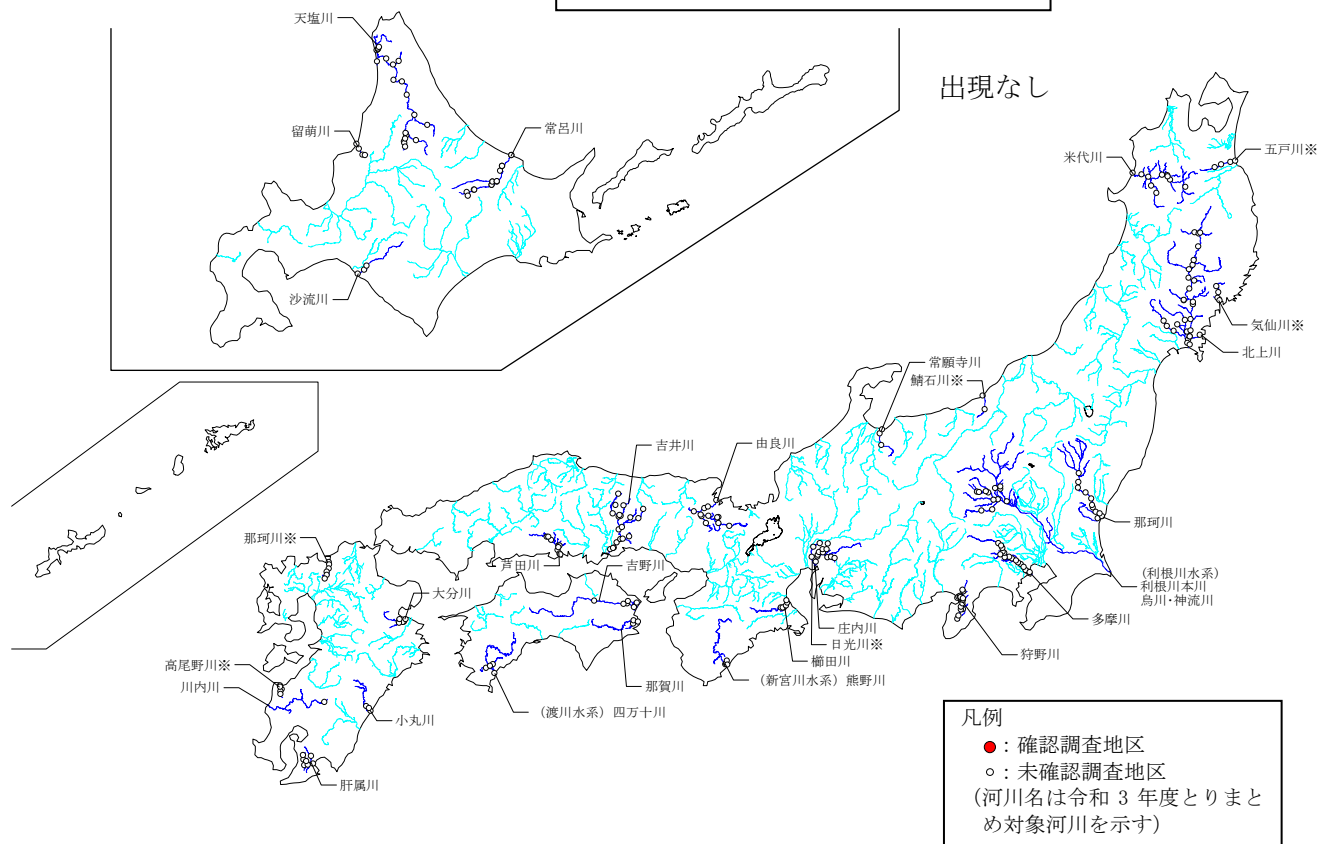 天塩川
出現なし
留萌川
常呂川
米代川
五戸川※
沙流川
気仙川※
北上川
常願寺川
鯖石川※
吉井川
由良川
那珂川
那珂川※
芦田川
吉野川
大分川
(利根川水系)
利根川本川
烏川・神流川
多摩川
庄内川
日光川※
狩野川
櫛田川
高尾野川※
川内川
那賀川
(新宮川水系) 熊野川
小丸川
(渡川水系) 四万十川
肝属川
凡例
●：確認調査地区
○：未確認調査地区
(河川名は令和 3 年度とりまと
め対象河川を示す)